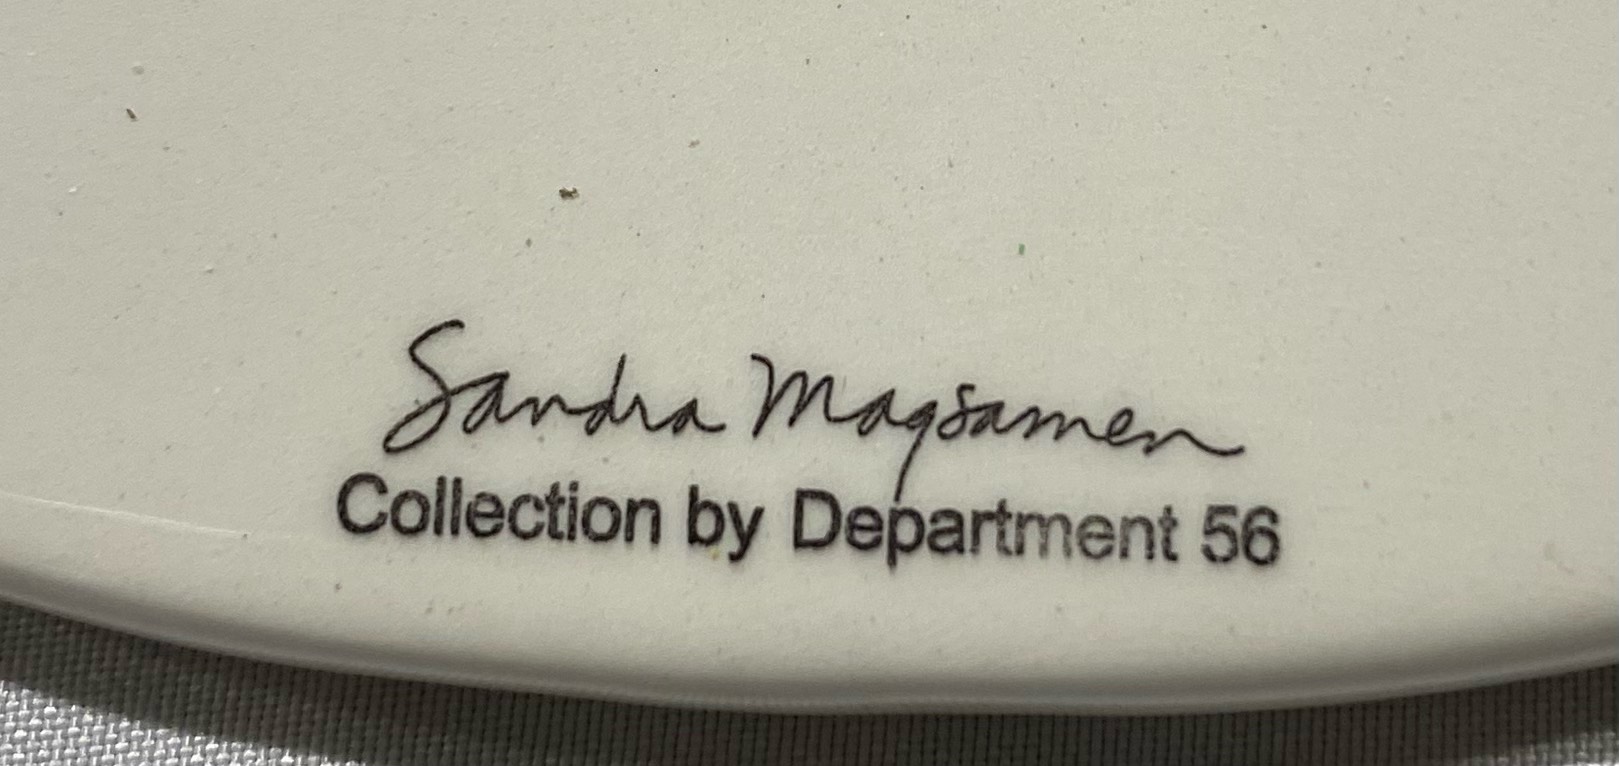 Sandra Magsamen
Collection by Department 56